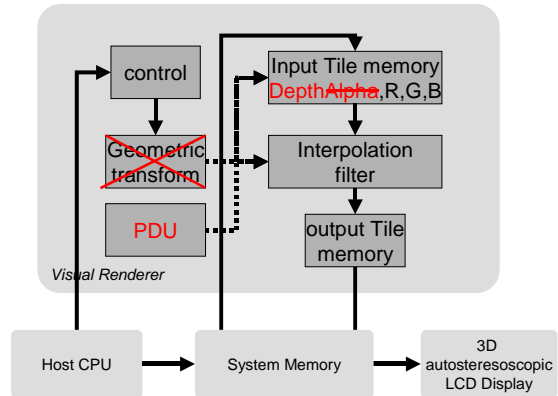 control
Input Tile memory
DepthAlpha,R,G,B
Geometric
transform
Interpolation
filter
PDU
output Tile
memory
Visual Renderer
Host CPU
System Memory
3D
autosteresoscopic
LCD Display